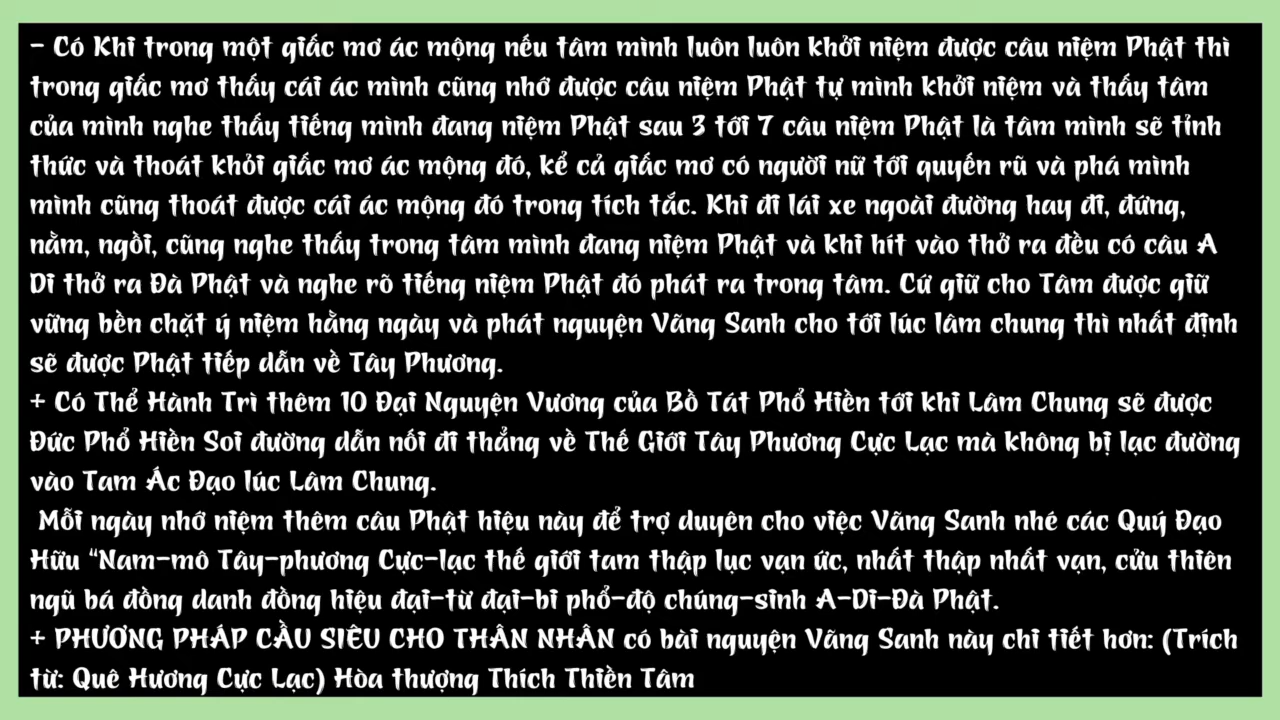 - Có Khi trong một giấc mơ ác mộng nếu tâm mình luôn luôn khởi niệm được câu niệm Phật thì
trong giấc mơ thấy cái ác mình cũng nhớ được câu niệm Phật tự mình khởi niệm và thấy tâm
của mình nghe thấy tiếng mình đang niệm Phật sau 3 tới 7 câu niệm Phật là tâm mình sẽ tỉnh
thức và thoát khỏi giấc mơ ác mộng đó, kể cả giấc mơ có người nữ tới quyến rũ và phá mình
mình cũng thoát được cái ác mộng đó trong tích tắc. Khi đi lái xe ngoài đường hay đi, đứng,
nằm, ngồi, cũng nghe thấy trong tâm mình đang niệm Phật và khi hít vào thở ra đều có câu A
Di thở ra Đà Phật và nghe rõ tiếng niệm Phật đó phát ra trong tâm. Cứ giữ cho Tâm được giữ
vững bền chặt ý niệm hằng ngày và phát nguyện Vãng Sanh cho tới lúc lâm chung thì nhất định
sẽ được Phật tiếp dẫn về Tây Phương.
+ Có Thể Hành Trì thêm 10 Đại Nguyện Vương của Bồ Tát Phổ Hiền tới khi Lâm Chung sẽ được
Đức Phổ Hiền Soi đường dẫn nối đi thẳng về Thế Giới Tây Phương Cực Lạc mà không bị lạc đường
vào Tam Ác Đạo lúc Lâm Chung.
Mỗi ngày nhớ niệm thêm câu Phật hiệu này để trợ duyên cho việc Vãng Sanh nhé các Quý Đạo
Hữu “Nam-mô Tây-phương Cực-lạc thế giới tam thập lục vạn ức, nhất thập nhất vạn, cửu thiên
ngũ bá đồng danh đồng hiệu đại-từ đại-bi phổ-độ chúng-sinh A-Di-Đà Phật.
+ PHƯƠNG PHÁP CẦU SIÊU CHO THÂN NHÂN có bài nguyện Vãng Sanh này chi tiết hơn: (Trích
từ: Quê Hương Cực Lạc) Hòa thượng Thích Thiền Tâm